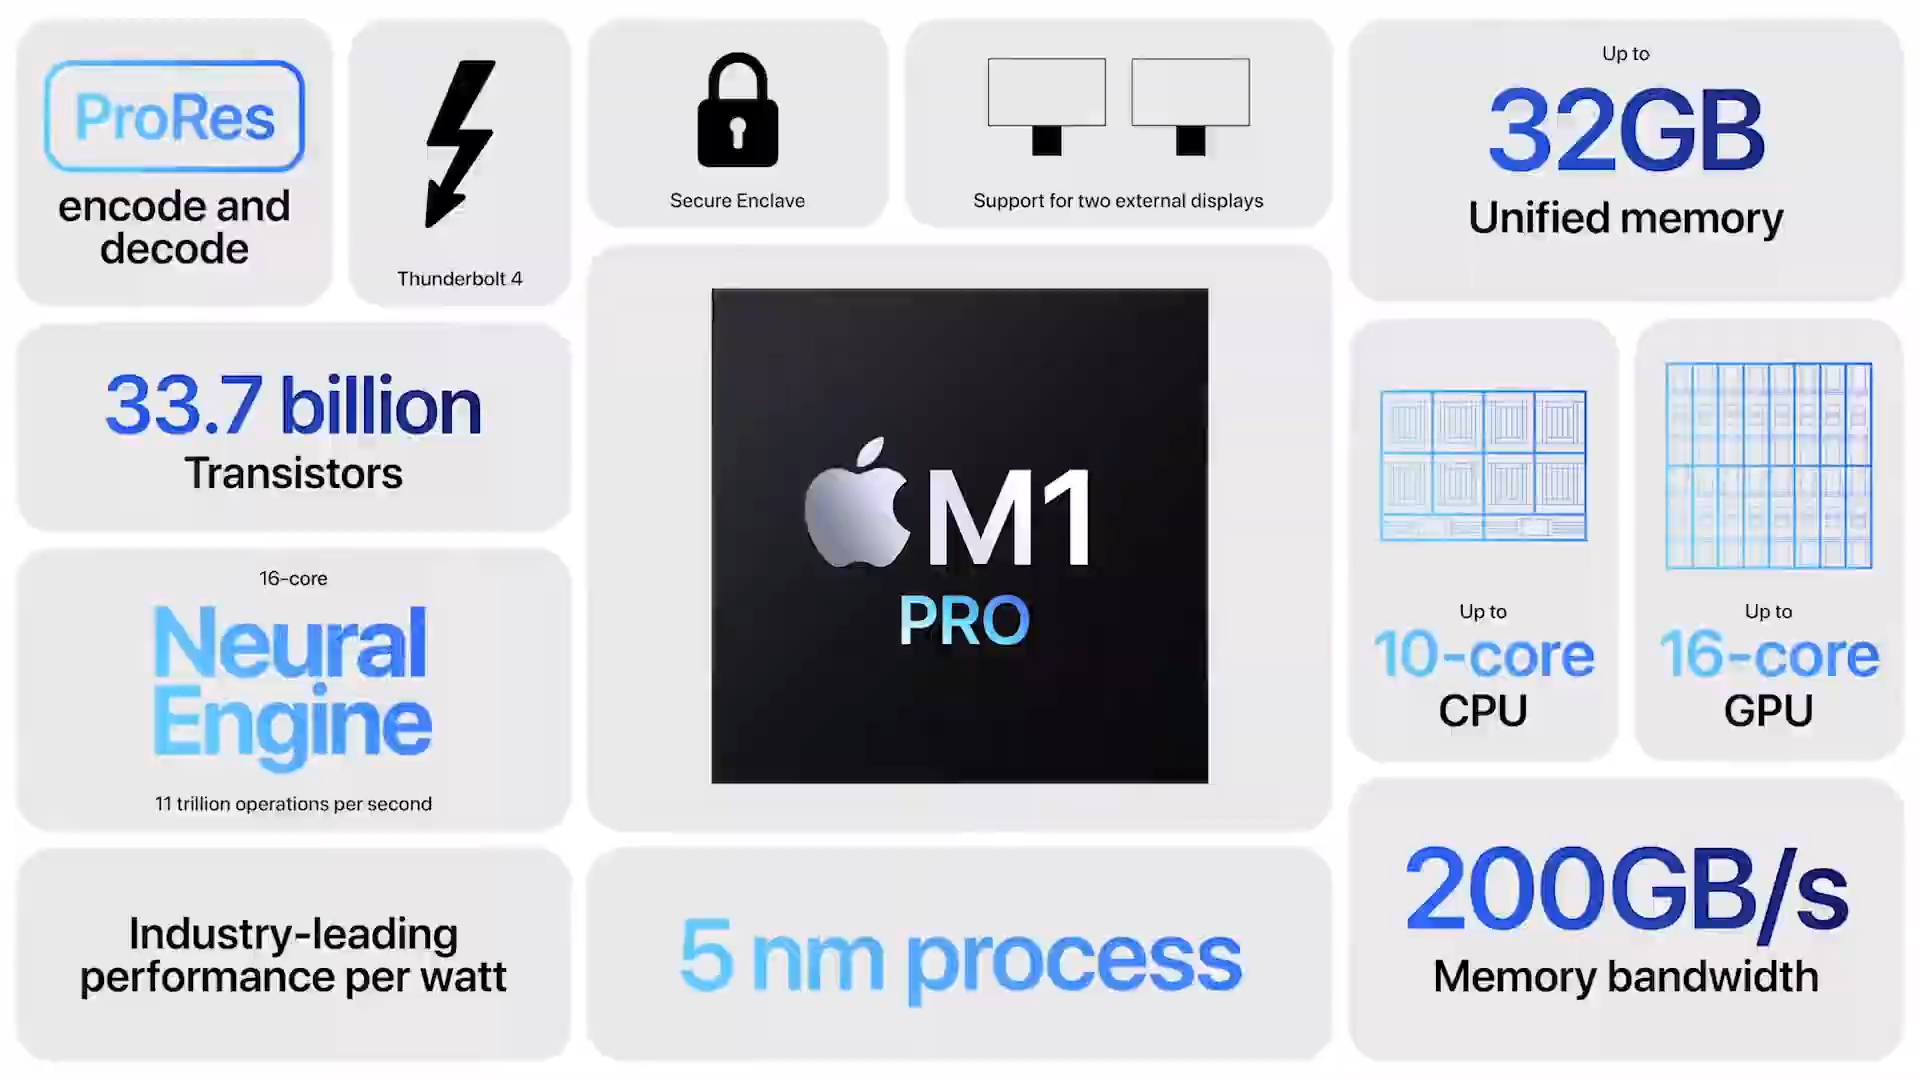 ProRes
encode and
decode
Thunderbolt 4
Secure Enclave
Support for two external displays
Up to
32GB
Unified memory
33.7 billion
Transistors
M1
PRO
Up to
10-core
CPU
Up to
16-core
GPU
16-core
Neural
Engine
11 trillion operations per second
Industry-leading
performance per watt
5 nm process
200GB/s
Memory bandwidth